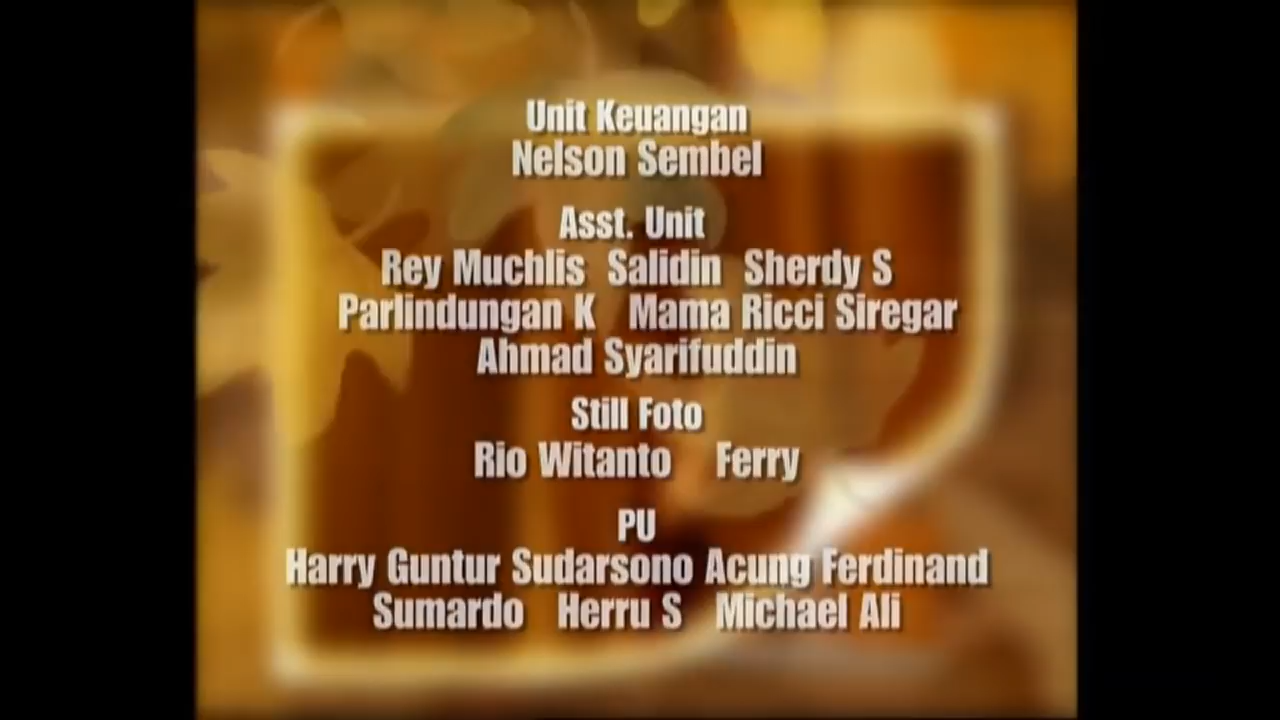 Unit Keuangan
Nelson Sembel
Asst. Unit
Rey Muchlis Salidin Sherdy S
Parlindungan K Mama Ricci Siregar
Ahmad Syarifuddin
Still Foto
Rio Witanto Ferry
PU
Harry Guntur Sudarsono Acung Ferdinand
Sumardo Herru S Michael Ali